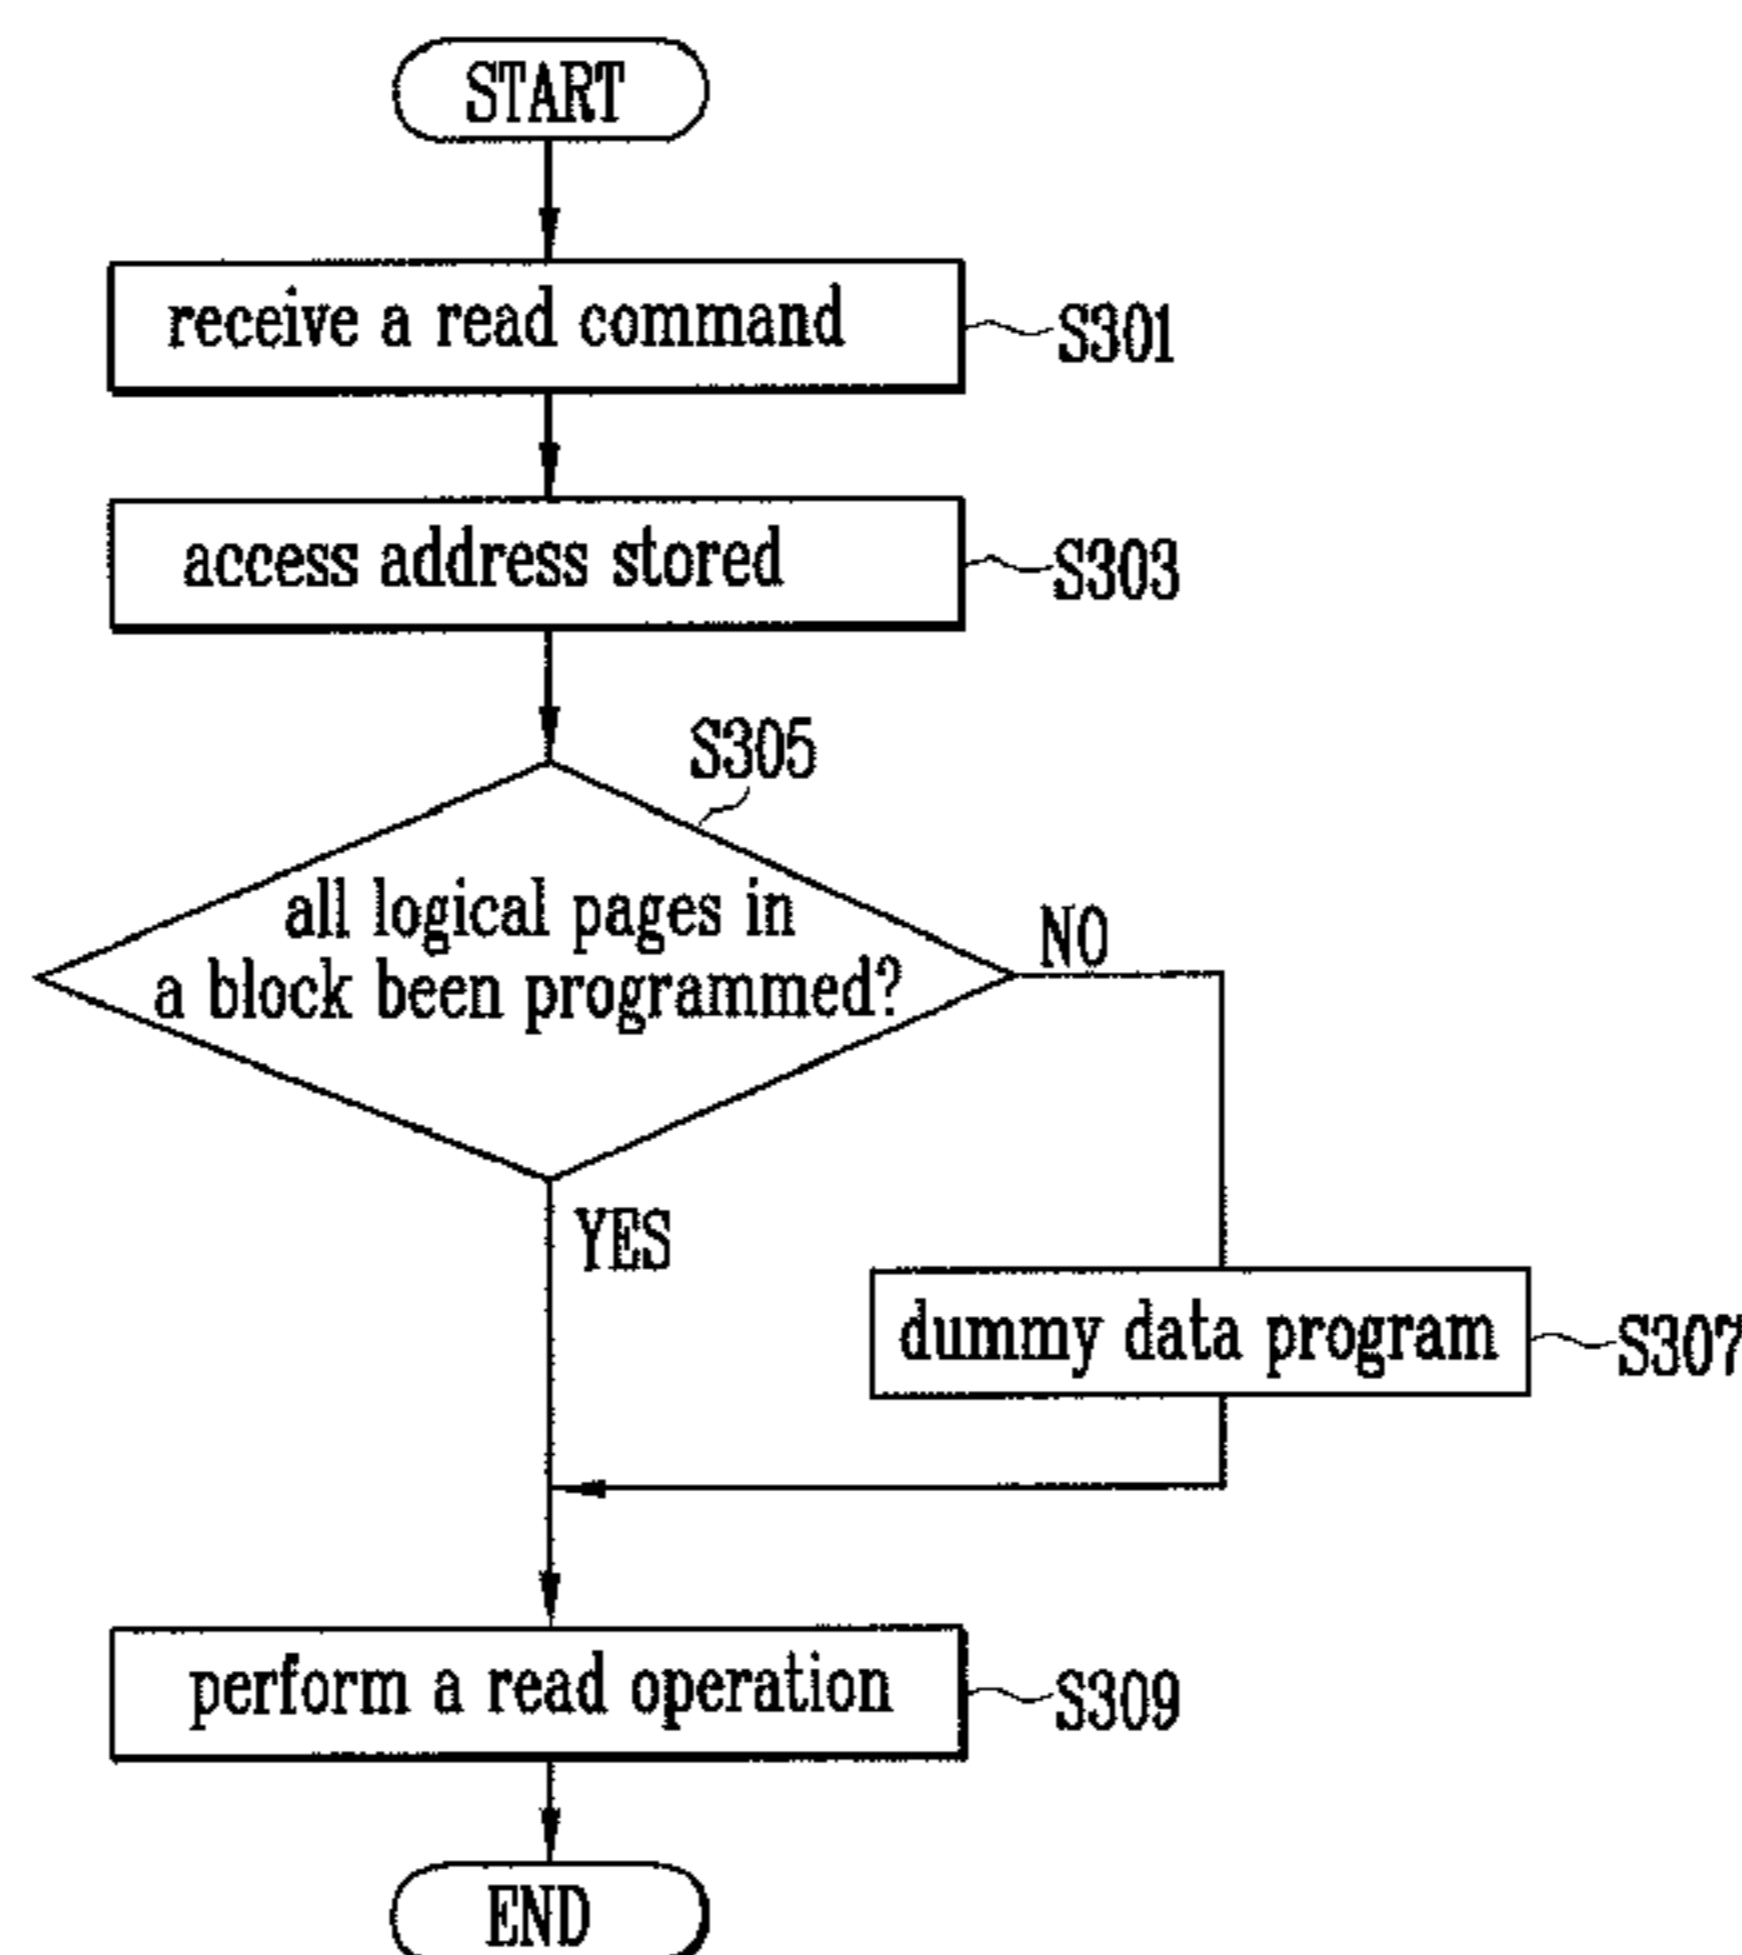 START
receive a read command
S301
access address stored
S303
S305
all logical pages in
a block been programmed?
NO
YES
dummy data program
S307
perform a read operation
S309
END